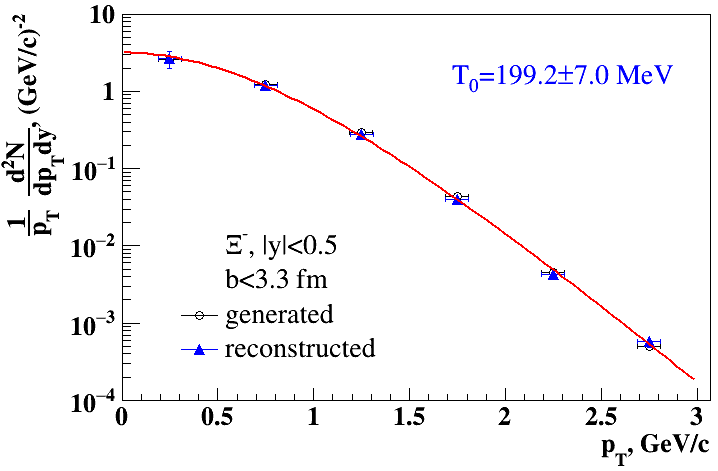 10
1
10⁻¹
10⁻²
10⁻³
10⁻⁴
1/p_T d²N/dp_Tdy, (GeV/c)⁻²
T₀=199.2±7.0 MeV
Ξ⁻, |y|<0.5
b<3.3 fm
generated
reconstructed
0 0.5 1 1.5 2 2.5 3
p_T, GeV/c